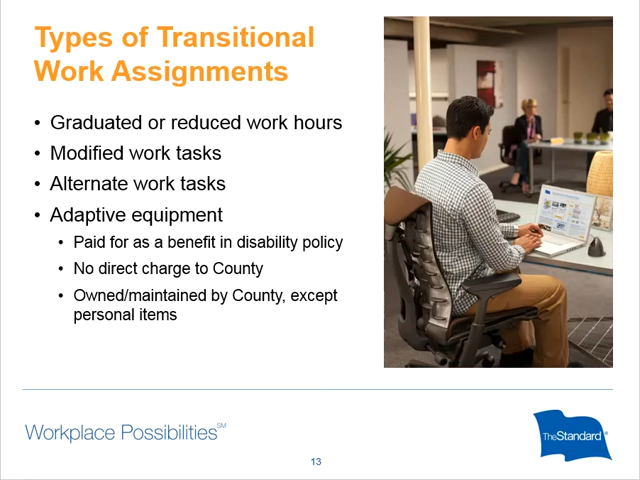 Types of Transitional
Work Assignments
• Graduated or reduced work hours
• Modified work tasks
• Alternate work tasks
• Adaptive equipment
• Paid for as a benefit in disability policy
• No direct charge to County
• Owned/maintained by County, except
personal items
Workplace Possibilities℠
TheStandard®
13